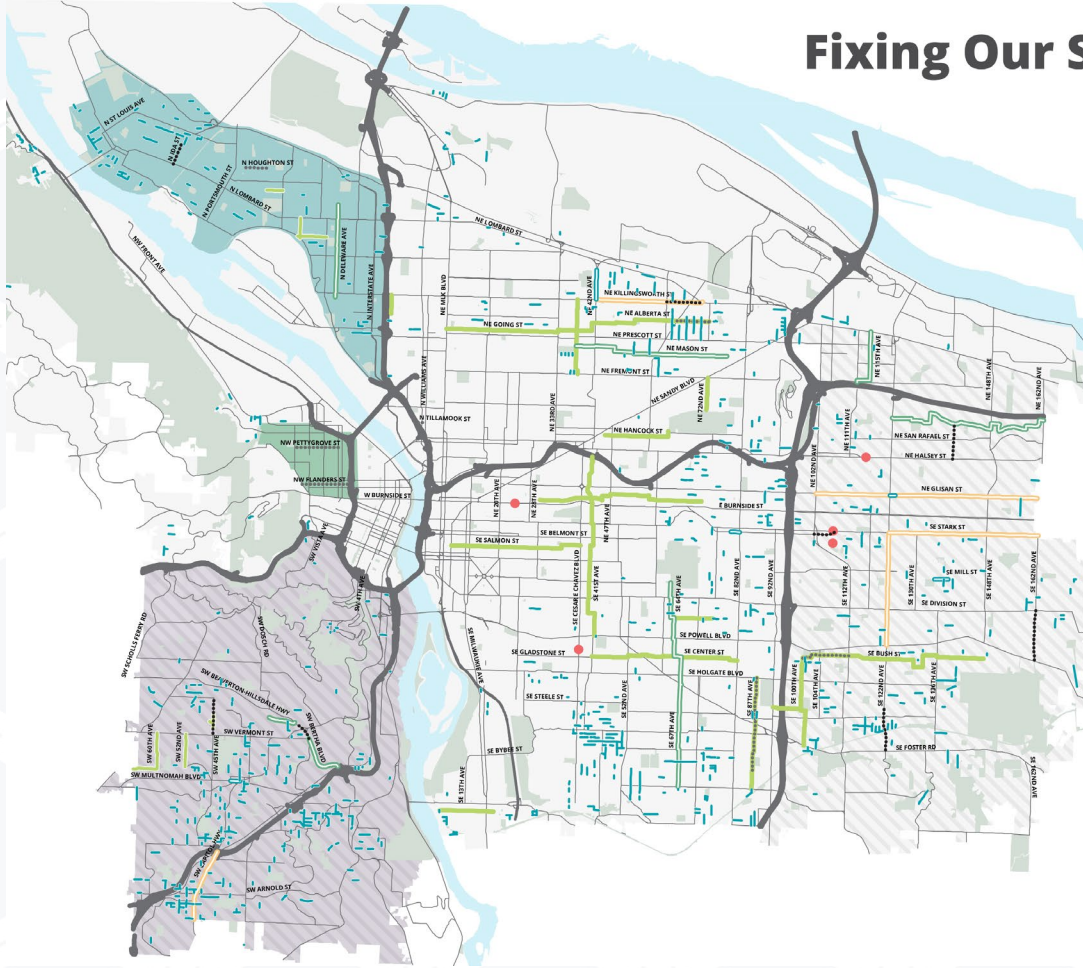 Fixing Our S
N ST LOUIS AVE
N IDA ST
N HOUGHTON ST
N PORTSMOUTH ST
N LOMBARD ST
N DELEWARE AVE
N INTERSTATE AVE
NW FRONT AVE
NE LOMBARD ST
NE MLK BLVD
NE 42ND AVE
NE KILLINGSWORTH ST
NE ALBERTA ST
NE GOING ST
NE PRESCOTT ST
NE MASON ST
NE FREMONT ST
NE SANDY BLVD
NE 72ND AVE
NE 115TH AVE
NE 148TH AVE
NE 162ND AVE
N WILLIAMS AVE
N TILLAMOOK ST
NE 33RD AVE
NE HANCOCK ST
NE 102ND AVE
NE 111TH AVE
NE SAN RAFAEL ST
NE HALSEY ST
NW PETTYGROVE ST
NW FLANDERS ST
W BURNSIDE ST
NE 20TH AVE
NE 28TH AVE
NE 47TH AVE
E BURNSIDE ST
NE GLISAN ST
SE STARK ST
SW VISTA AVE
SE SALMON ST
SE BELMONT ST
SW 4TH AVE
SE CESAR E CHAVEZ BLVD
SE 41ST AVE
SE 64TH AVE
SE 82ND AVE
SE 92ND AVE
SE 112TH AVE
SE 130TH AVE
SE MILL ST
SE 148TH AVE
SE 162ND AVE
SE DIVISION ST
SW SCHOLLS FERRY RD
SW DOSCH RD
SE MILWAUKIE AVE
SE GLADSTONE ST
SE POWELL BLVD
SE CENTER ST
SE HOLGATE BLVD
SE BUSH ST
SW BEAVERTON-HILLSDALE HWY
SE STEELE ST
SE 52ND AVE
SE 67TH AVE
SE 87TH AVE
SE 100TH AVE
SE 104TH AVE
SE 122ND AVE
SE 136TH AVE
SW 60TH AVE
SW 52ND AVE
SW 45TH AVE
SW VERMONT ST
SW BERTHA BLVD
SE BYBEE ST
SE FOSTER RD
SW MULTNOMAH BLVD
SE 13TH AVE
SE 162ND AVE
SW CAPITOL HWY
SW ARNOLD ST